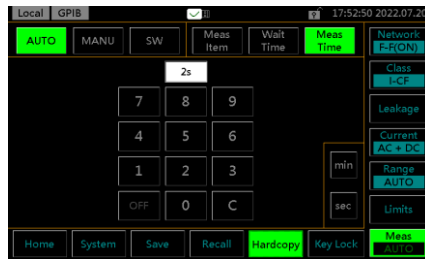 Local GPIB 17:52:50 2022.07.20
AUTO MANU SW Meas Item Wait Time Meas Time
2s
7 8 9
4 5 6
1 2 3
OFF 0 C
min
sec
Network
F-F(ON)
Class
I-CF
Leakage
Current
AC + DC
Range
AUTO
Limits
Meas
AUTO
Home System Save Recall Hardcopy Key Lock